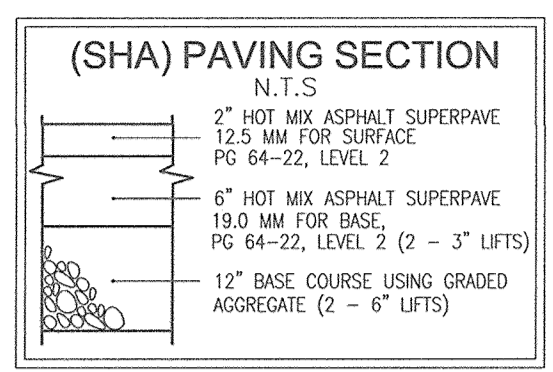 (SHA) PAVING SECTION
N.T.S
2" HOT MIX ASPHALT SUPERPAVE
12.5 MM FOR SURFACE
PG 64-22, LEVEL 2
6" HOT MIX ASPHALT SUPERPAVE
19.0 MM FOR BASE,
PG 64-22, LEVEL 2 (2 - 3" LIFTS)
12" BASE COURSE USING GRADED
AGGREGATE (2 - 6" LIFTS)